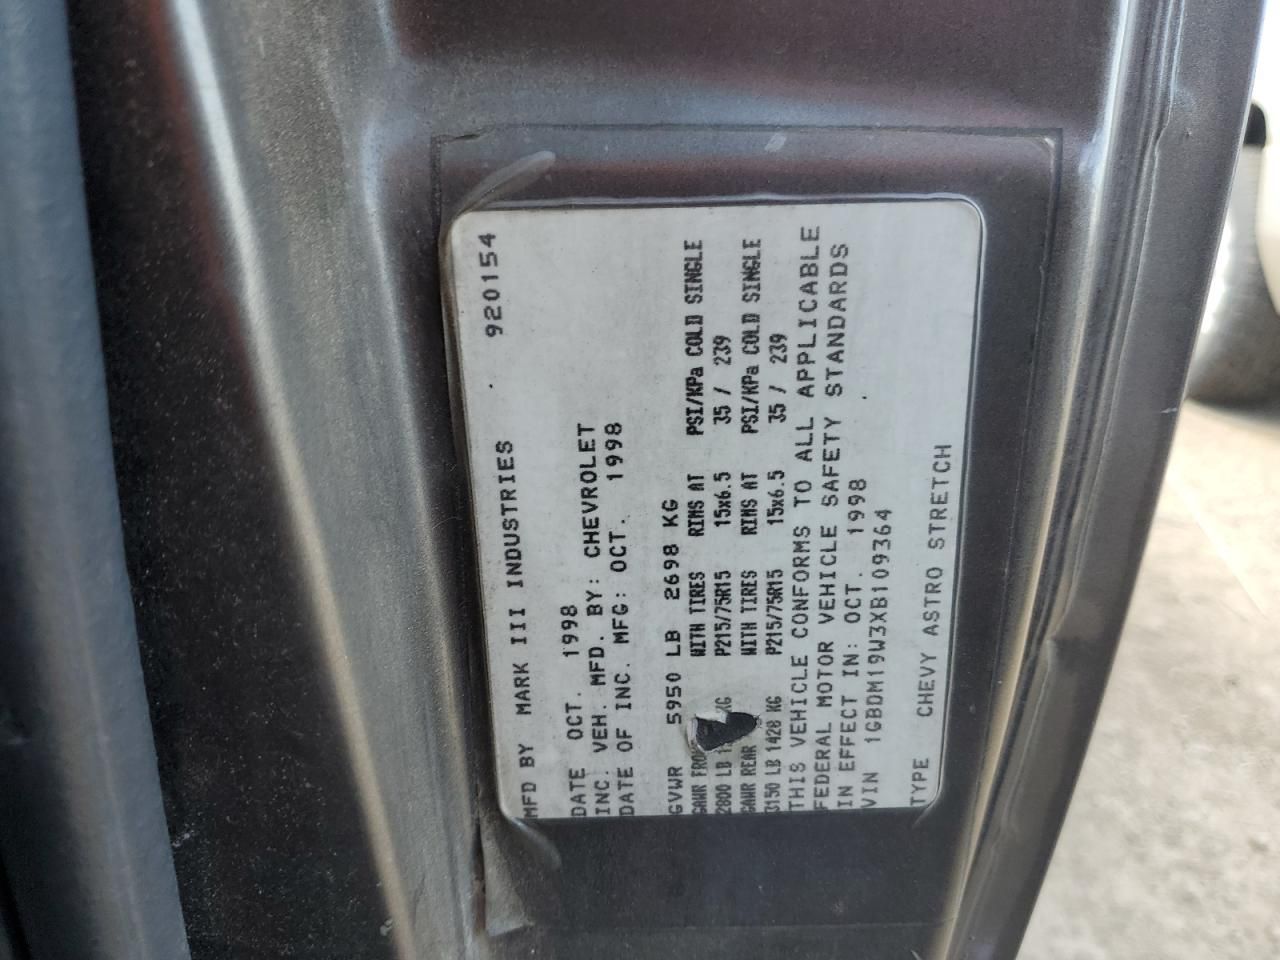 MFD BY MARK III INDUSTRIES 920154
DATE OCT. 1998
INC. VEH. MFD. BY: CHEVROLET
DATE OF INC. MFG: OCT. 1998
GVWR 5950 LB 2698 KG
GAWR WITH TIRES RIMS AT PSI/KPa COLD SINGLE
2800 LB KG P215/75R15 15x6.5 35 / 239
GAWR REAR WITH TIRES RIMS AT PSI/KPa COLD SINGLE
3150 LB 1428 KG P215/75R15 15x6.5 35 / 239
THIS VEHICLE CONFORMS TO ALL APPLICABLE
FEDERAL MOTOR VEHICLE SAFETY STANDARDS
IN EFFECT IN: OCT. 1998
VIN 1GBDM19W3XB109364
TYPE CHEVY ASTRO STRETCH